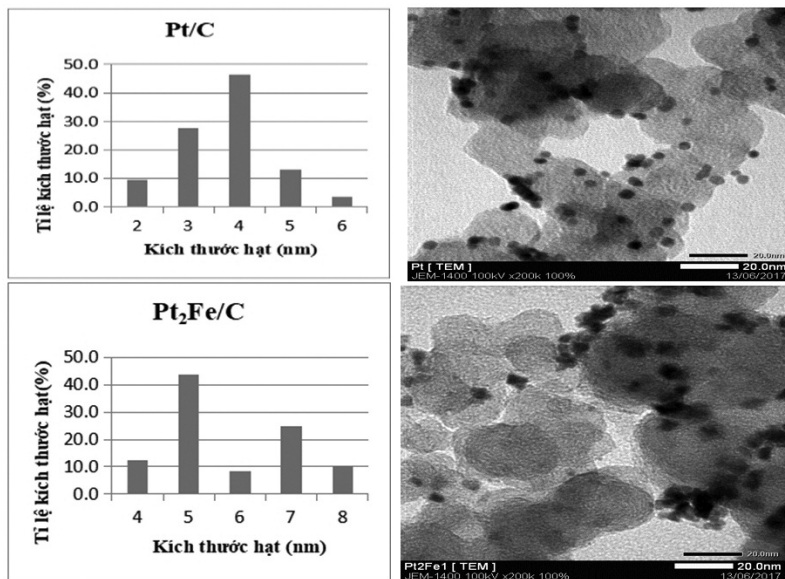 Pt/C
Tỉ lệ kích thước hạt (%)
50.0
40.0
30.0
20.0
10.0
0.0
2 3 4 5 6
Kích thước hạt (nm)
20.0nm
Pt [ TEM ] 20.0nm
JEM-1400 100kV x200k 100% 13/06/2017
Pt₂Fe/C
Tỉ lệ kích thước hạt(%)
50.0
40.0
30.0
20.0
10.0
0.0
4 5 6 7 8
Kích thước hạt (nm)
20.0nm
Pt2Fe1 [ TEM ] 20.0nm
JEM-1400 100kV x200k 100% 13/06/2017